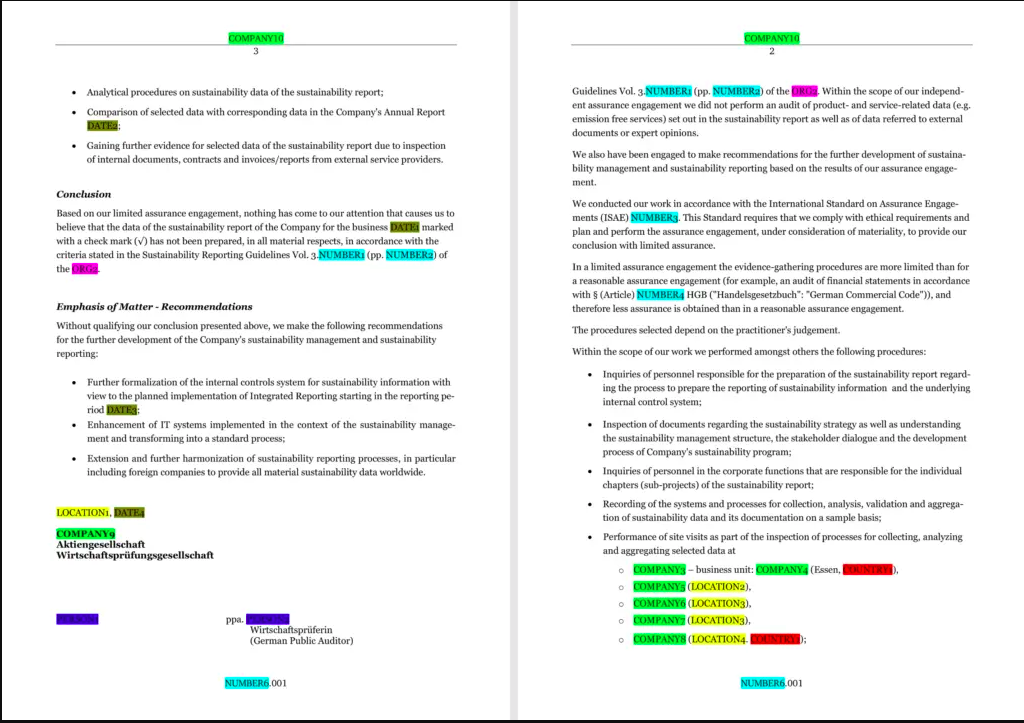 COMPANY10
3
• Analytical procedures on sustainability data of the sustainability report;
• Comparison of selected data with corresponding data in the Company's Annual Report
DATE2;
• Gaining further evidence for selected data of the sustainability report due to inspection
of internal documents, contracts and invoices/reports from external service providers.
Conclusion
Based on our limited assurance engagement, nothing has come to our attention that causes us to
believe that the data of the sustainability report of the Company for the business DATE1 marked
with a check mark (√) has not been prepared, in all material respects, in accordance with the
criteria stated in the Sustainability Reporting Guidelines Vol. 3.NUMBER1 (pp. NUMBER2) of
the ORG2.
Emphasis of Matter - Recommendations
Without qualifying our conclusion presented above, we make the following recommendations
for the further development of the Company's sustainability management and sustainability
reporting:
• Further formalization of the internal controls system for sustainability information with
view to the planned implementation of Integrated Reporting starting in the reporting pe-
riod DATE3;
• Enhancement of IT systems implemented in the context of the sustainability manage-
ment and transforming into a standard process;
• Extension and further harmonization of sustainability reporting processes, in particular
including foreign companies to provide all material sustainability data worldwide.
LOCATION1, DATE4
COMPANY9
Aktiengesellschaft
Wirtschaftsprüfungsgesellschaft
ppa.
Wirtschaftsprüferin
(German Public Auditor)
NUMBER6.001
COMPANY10
2
Guidelines Vol. 3.NUMBER1 (pp. NUMBER2) of the ORG2. Within the scope of our independ-
ent assurance engagement we did not perform an audit of product- and service-related data (e.g.
emission free services) set out in the sustainability report as well as of data referred to external
documents or expert opinions.
We also have been engaged to make recommendations for the further development of sustaina-
bility management and sustainability reporting based on the results of our assurance engage-
ment.
We conducted our work in accordance with the International Standard on Assurance Engage-
ments (ISAE) NUMBER3. This Standard requires that we comply with ethical requirements and
plan and perform the assurance engagement, under consideration of materiality, to provide our
conclusion with limited assurance.
In a limited assurance engagement the evidence-gathering procedures are more limited than for
a reasonable assurance engagement (for example, an audit of financial statements in accordance
with § (Article) NUMBER4 HGB ("Handelsgesetzbuch": "German Commercial Code")), and
therefore less assurance is obtained than in a reasonable assurance engagement.
The procedures selected depend on the practitioner's judgement.
Within the scope of our work we performed amongst others the following procedures:
• Inquiries of personnel responsible for the preparation of the sustainability report regard-
ing the process to prepare the reporting of sustainability information and the underlying
internal control system;
• Inspection of documents regarding the sustainability strategy as well as understanding
the sustainability management structure, the stakeholder dialogue and the development
process of Company's sustainability program;
• Inquiries of personnel in the corporate functions that are responsible for the individual
chapters (sub-projects) of the sustainability report;
• Recording of the systems and processes for collection, analysis, validation and aggrega-
tion of sustainability data and its documentation on a sample basis;
• Performance of site visits as part of the inspection of processes for collecting, analyzing
and aggregating selected data at
o COMPANY3 – business unit: COMPANY4 (Essen, COUNTRY1),
o COMPANY5 (LOCATION2),
o COMPANY6 (LOCATION3),
o COMPANY7 (LOCATION3),
o COMPANY8 (LOCATION4. COUNTRY1);
NUMBER6.001